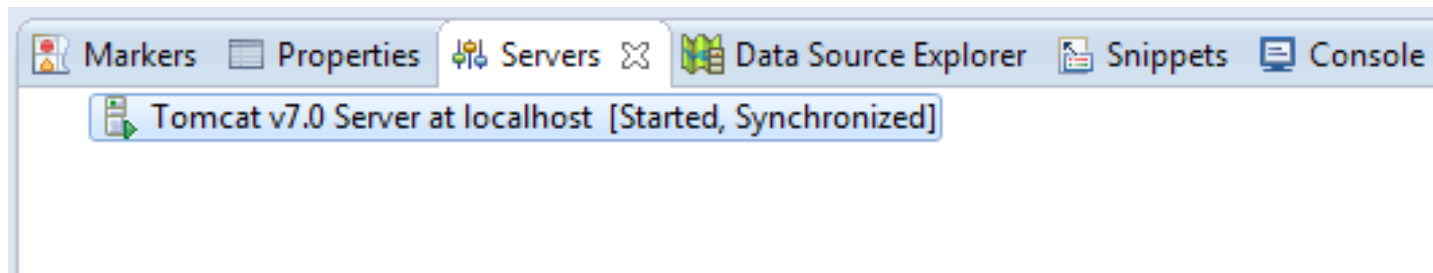 Markers Properties Servers Data Source Explorer Snippets Console
Tomcat v7.0 Server at localhost [Started, Synchronized]